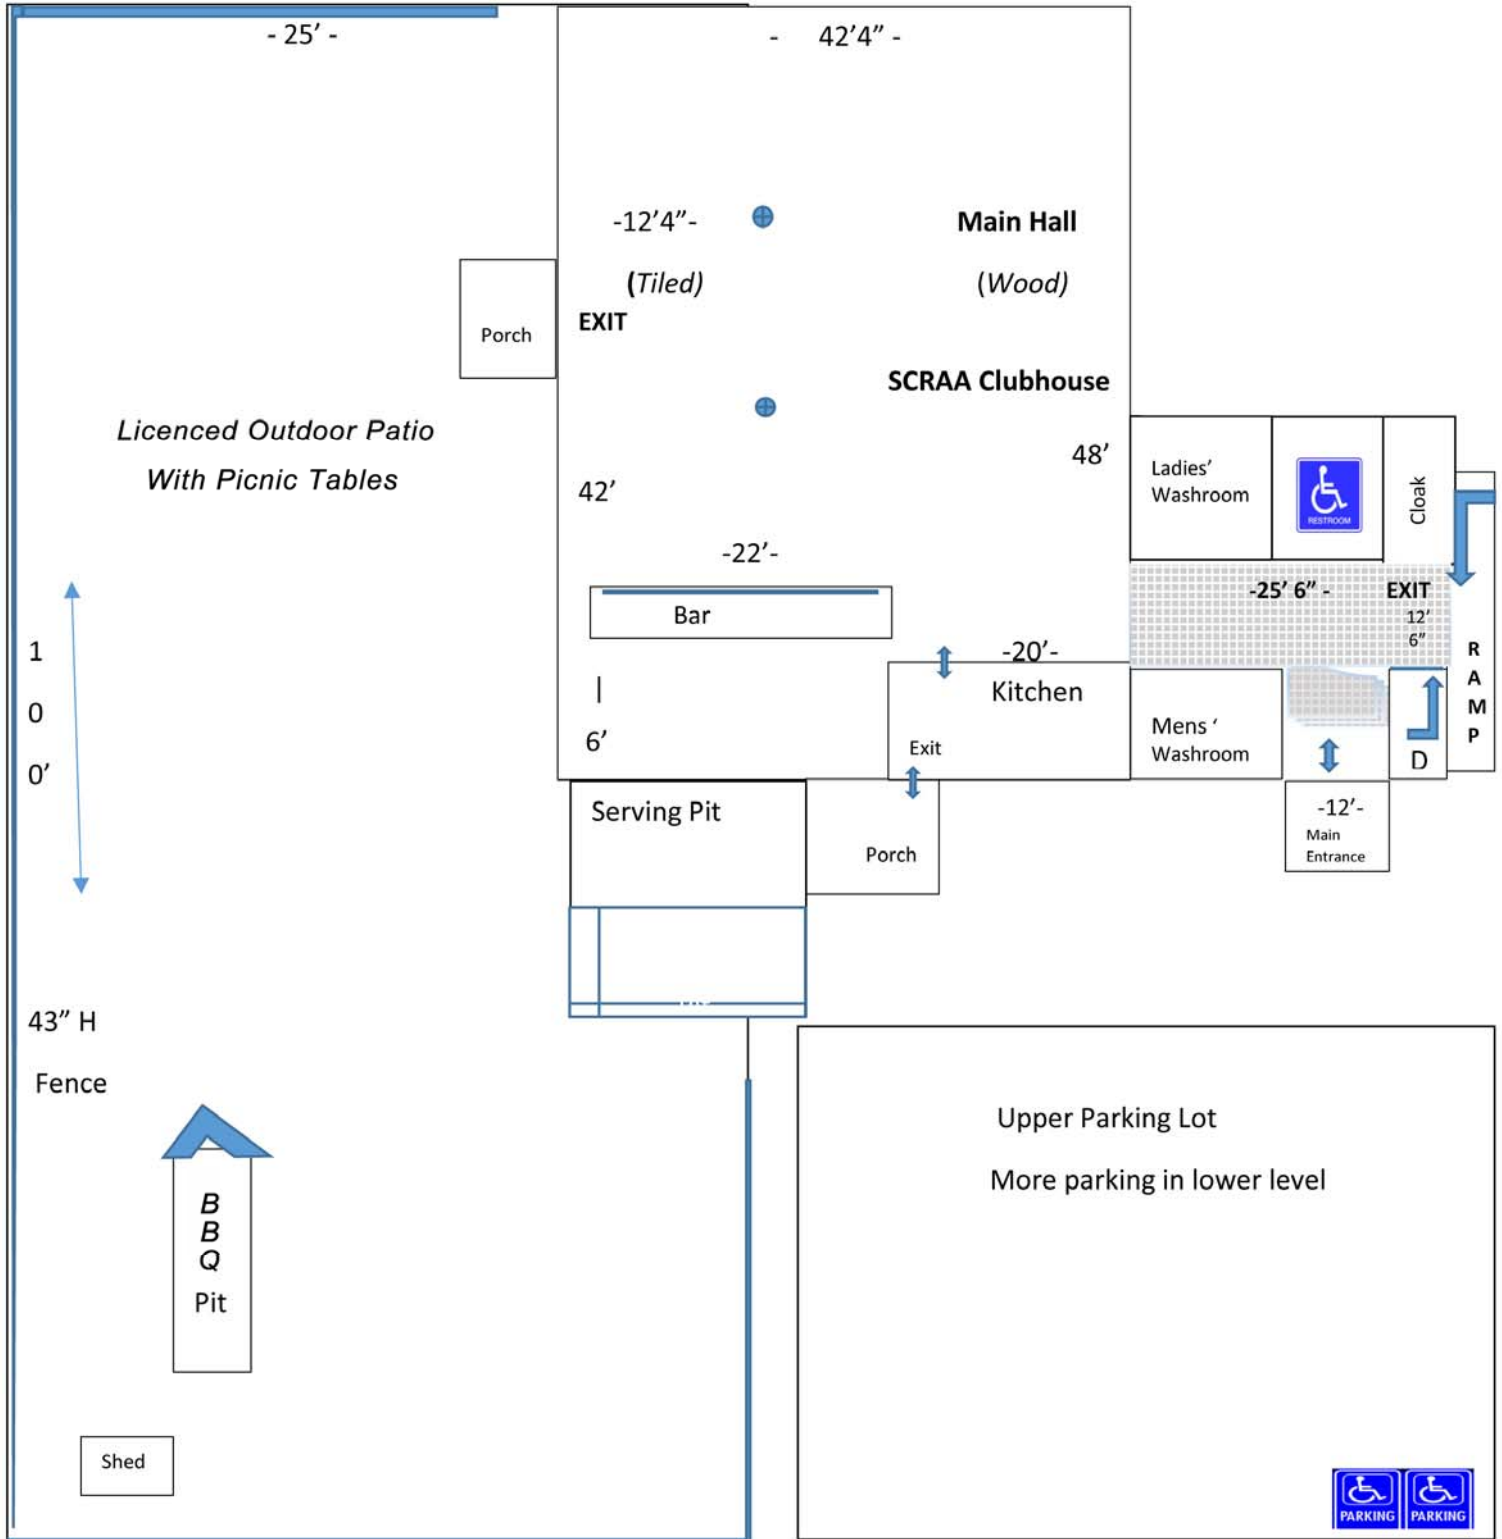 - 25’ -
- 42’4” -
-12’4”-
(Tiled)
EXIT
Main Hall
(Wood)
SCRAA Clubhouse
Porch
Licenced Outdoor Patio
With Picnic Tables
42’
48’
-22’-
Bar
Ladies’
Washroom
RESTROOM
Cloak
-25’ 6” -
EXIT
12’
6”
R
A
M
P
1
0
0’
|
6’
-20’-
Kitchen
Exit
Mens ‘
Washroom
D
Serving Pit
Porch
-12’-
Main
Entrance
43” H
Fence
B
B
Q
Pit
Shed
Upper Parking Lot
More parking in lower level
PARKING
PARKING